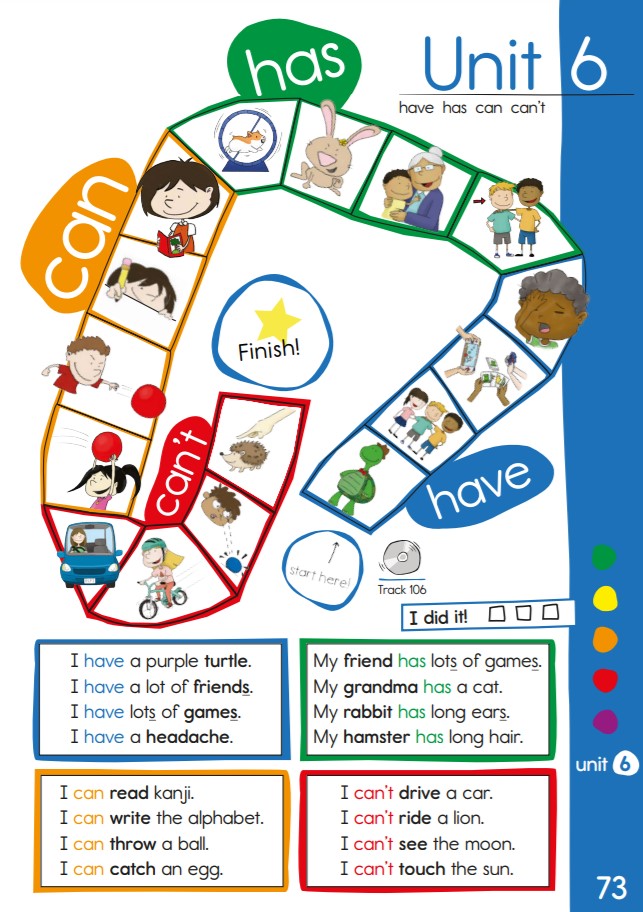 has
Unit 6
have has can can't
can
Finish!
can't
have
start here!
Track 106
I did it!
I have a purple turtle.
I have a lot of friends.
I have lots of games.
I have a headache.
My friend has lots of games.
My grandma has a cat.
My rabbit has long ears.
My hamster has long hair.
I can read kanji.
I can write the alphabet.
I can throw a ball.
I can catch an egg.
I can't drive a car.
I can't ride a lion.
I can't see the moon.
I can't touch the sun.
unit 6
73